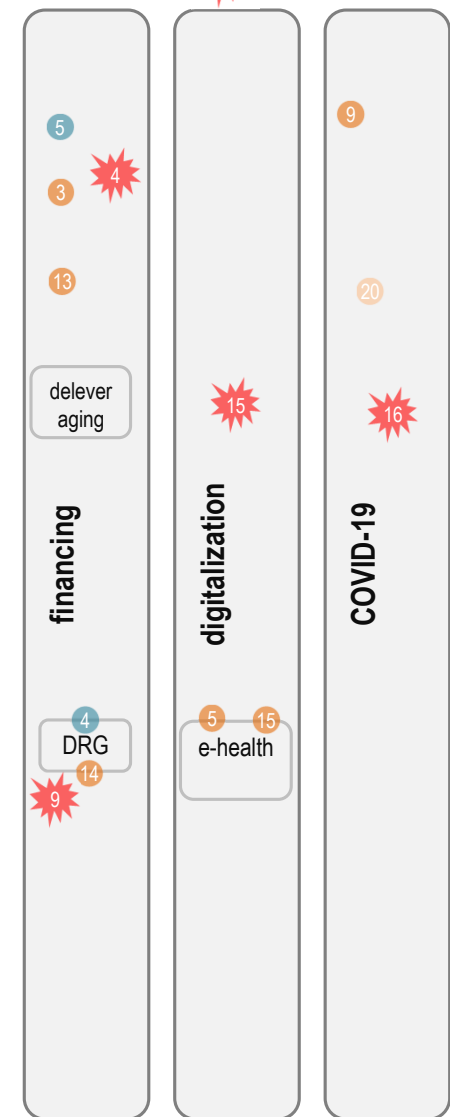 5
4
3
13
delever
aging
financing
4
DRG
14
9
15
digitalization
5
15
e-health
9
20
16
COVID-19